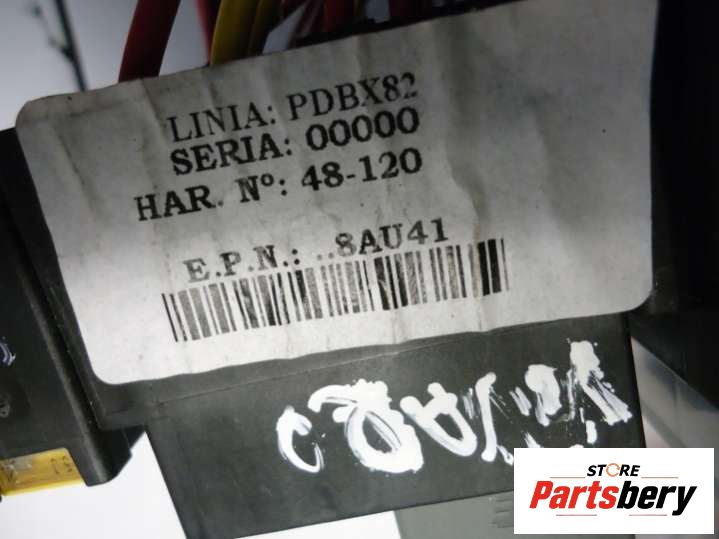 LINIA: PDBX82
SERIA: 00000
HAR. Nº: 48-120
E.P.N.: ..8AU41
STORE
Partsbery